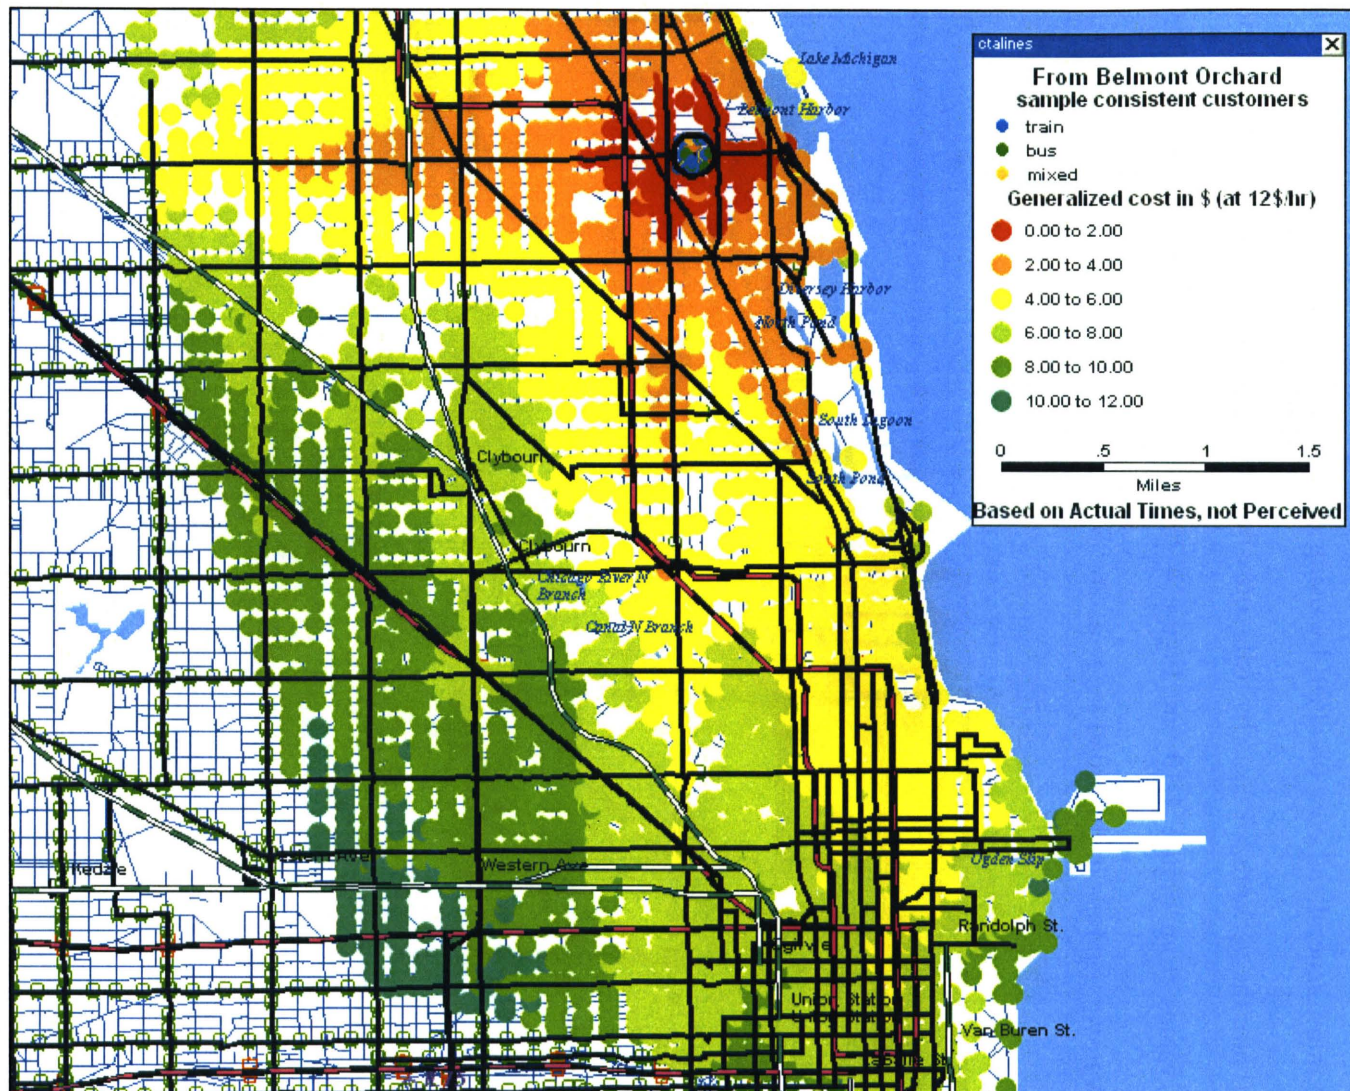 ctalines
From Belmont Orchard
sample consistent customers
train
bus
mixed
Generalized cost in $ (at 12$/hr)
0.00 to 2.00
2.00 to 4.00
4.00 to 6.00
6.00 to 8.00
8.00 to 10.00
10.00 to 12.00
0 .5 1 1.5
Miles
Based on Actual Times, not Perceived
Lake Michigan
Belmont Harbor
Diversey Harbor
North Pond
South Lagoon
Clybourn
South Pond
Clybourn
Chicago River N
Branch
Canal N Branch
Western Ave
Kedzie
Western Ave
Ogden Slip
Randolph St.
Ogilvie
Union Station
Union Station
Van Buren St.
LaSalle St.